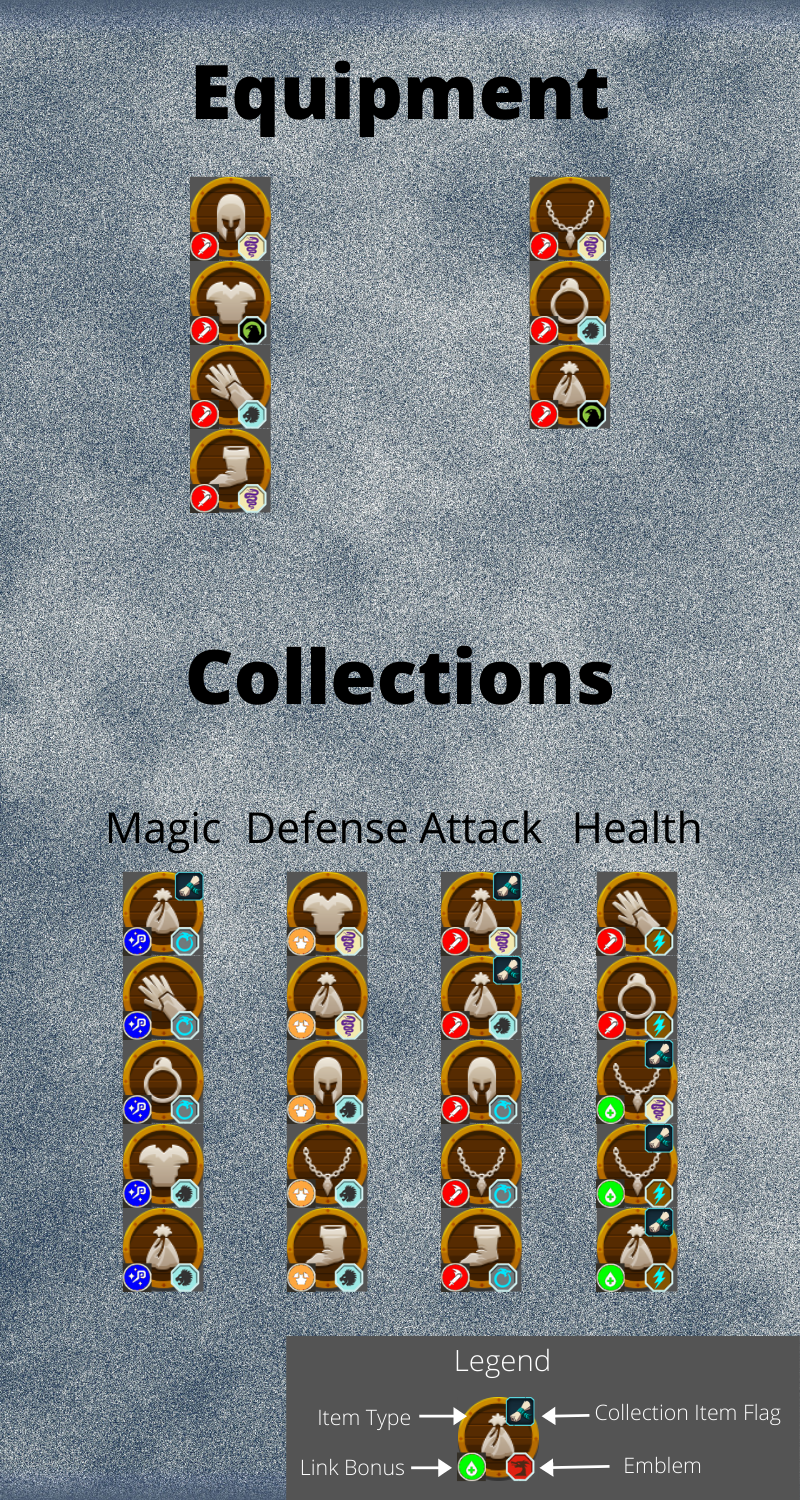 Equipment
Collections
Magic Defense Attack Health
Legend
Item Type
Collection Item Flag
Link Bonus
Emblem